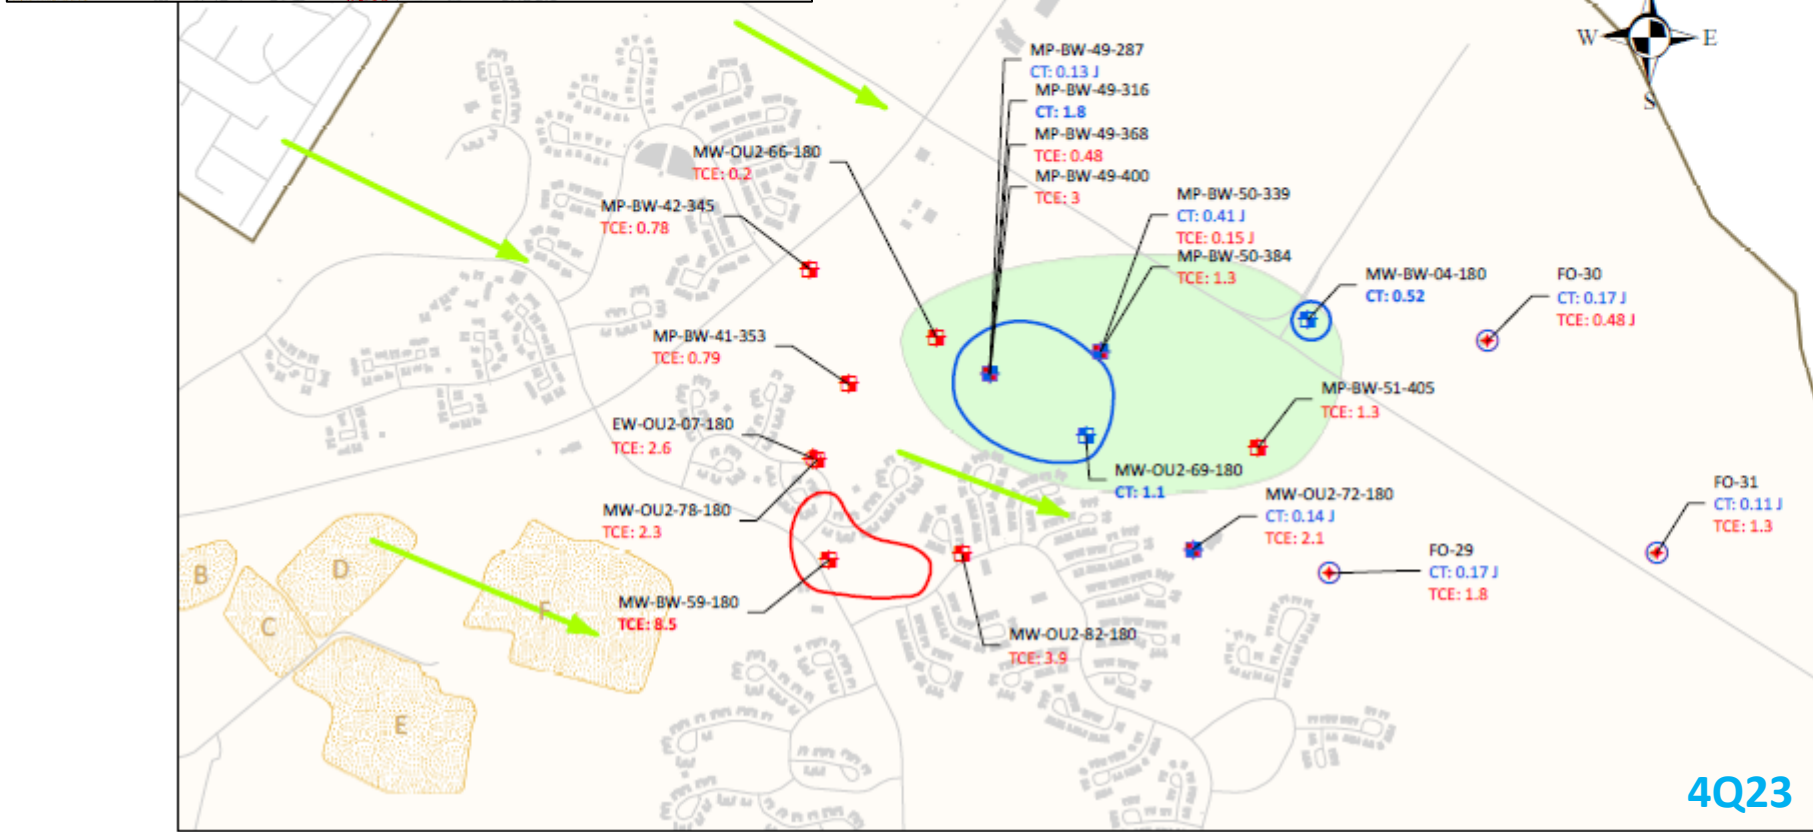 W E
S
MP-BW-49-287
CT: 0.13 J
MP-BW-49-316
CT: 1.8
MP-BW-49-368
TCE: 0.48
MP-BW-49-400
TCE: 3
MW-OU2-66-180
TCE: 0.2
MP-BW-42-345
TCE: 0.78
MP-BW-50-339
CT: 0.41 J
TCE: 0.15 J
MP-BW-50-384
TCE: 1.3
MW-BW-04-180
CT: 0.52
FO-30
CT: 0.17 J
TCE: 0.48 J
MP-BW-41-353
TCE: 0.79
MP-BW-51-405
TCE: 1.3
EW-OU2-07-180
TCE: 2.6
MW-OU2-69-180
CT: 1.1
MW-OU2-78-180
TCE: 2.3
MW-OU2-72-180
CT: 0.14 J
TCE: 2.1
FO-31
CT: 0.11 J
TCE: 1.3
FO-29
CT: 0.17 J
TCE: 1.8
B
D
C
F
E
MW-BW-59-180
TCE: 8.5
MW-OU2-82-180
TCE: 3.9
4Q23